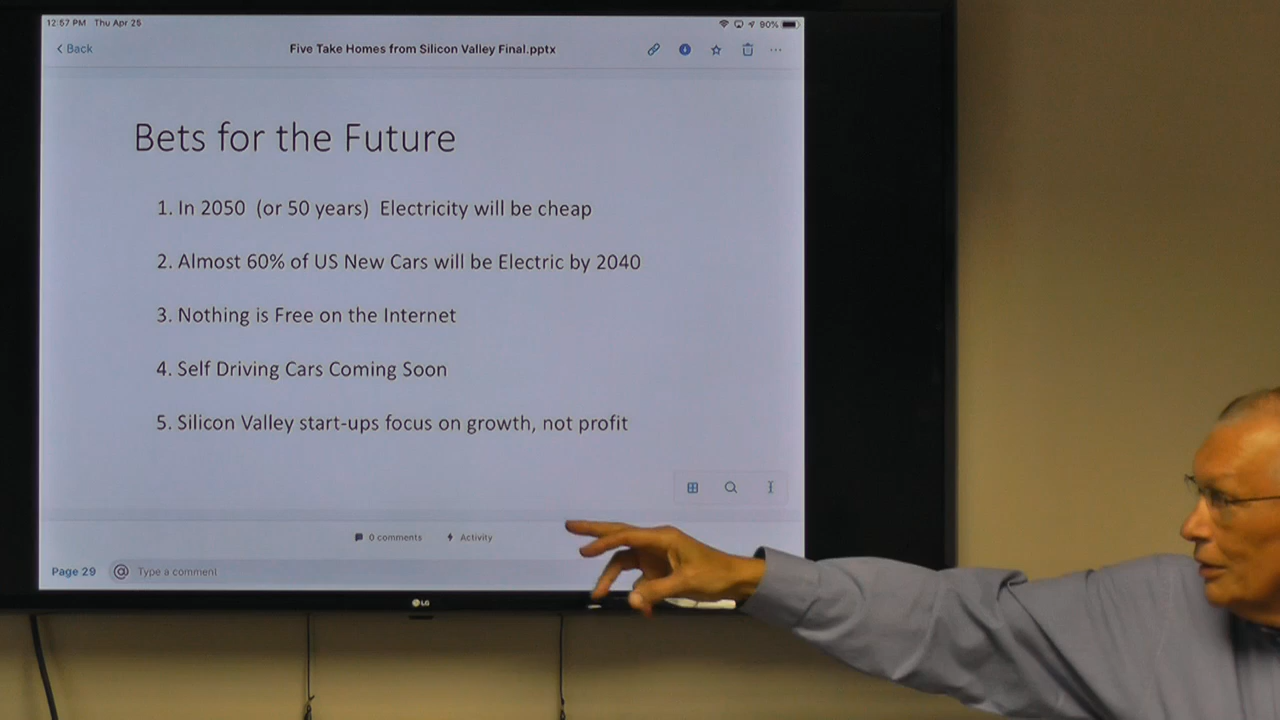 12:57 PM Thu Apr 25
90%
< Back
Five Take Homes from Silicon Valley Final.pptx
Bets for the Future
1. In 2050 (or 50 years) Electricity will be cheap
2. Almost 60% of US New Cars will be Electric by 2040
3. Nothing is Free on the Internet
4. Self Driving Cars Coming Soon
5. Silicon Valley start-ups focus on growth, not profit
0 comments
Activity
Page 29
@ Type a comment
LG